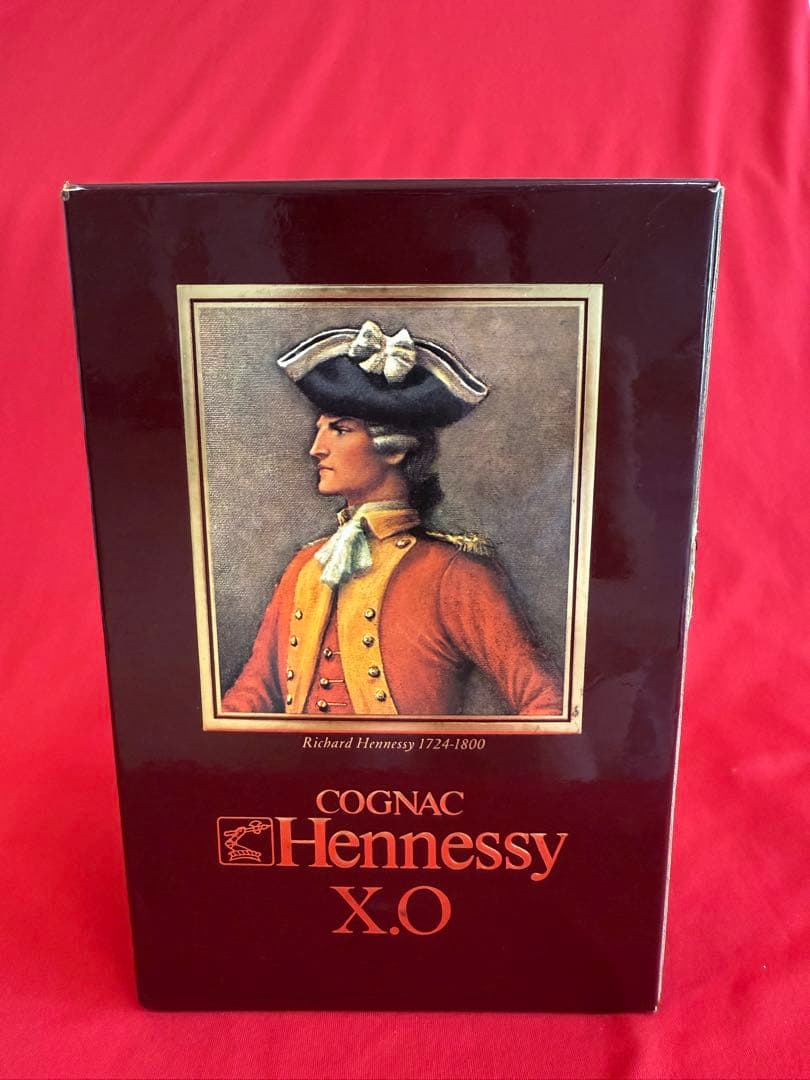 Richard Hennessy 1724-1800
COGNAC
Hennessy
X.O